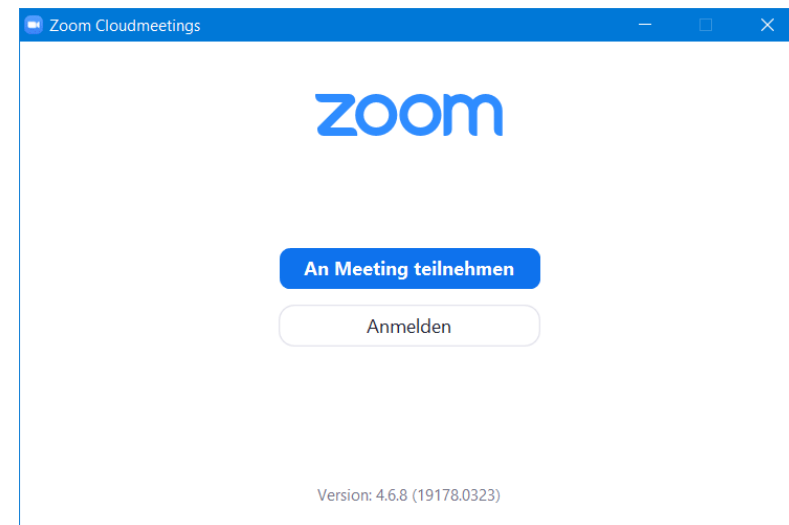 Zoom Cloudmeetings
zoom
An Meeting teilnehmen
Anmelden
Version: 4.6.8 (19178.0323)